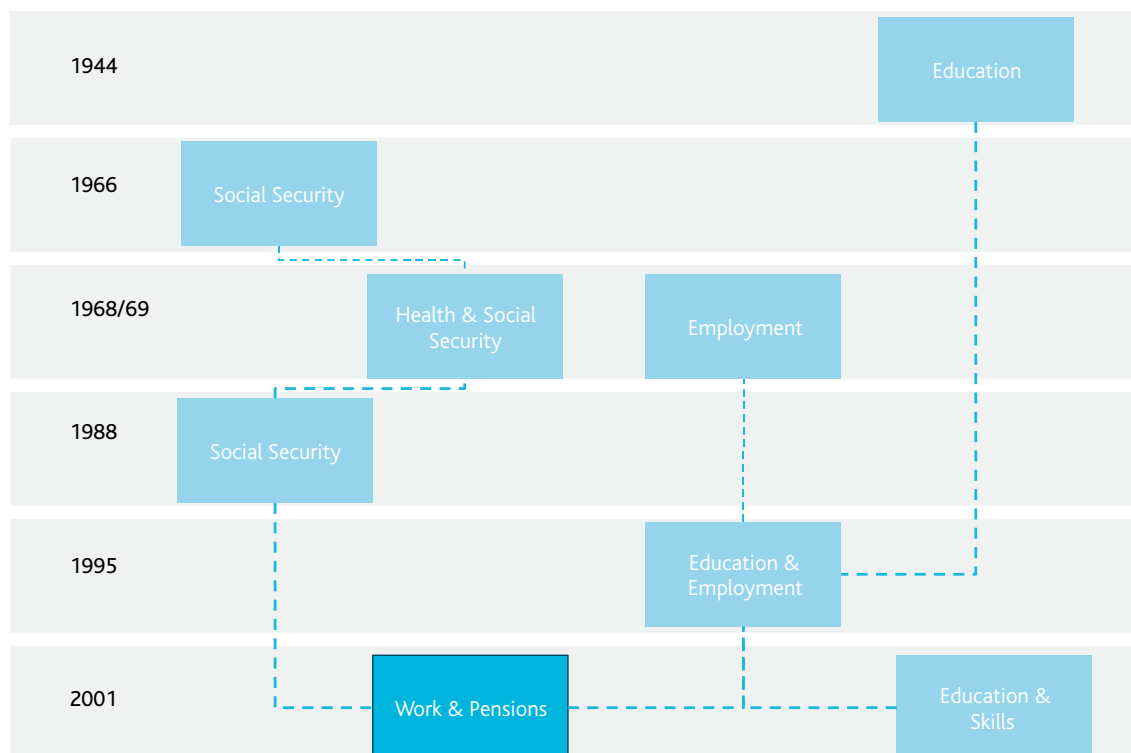 1944
Education
1966
Social Security
1968/69
Health & Social
Security
Employment
1988
Social Security
1995
Education &
Employment
2001
Work & Pensions
Education &
Skills